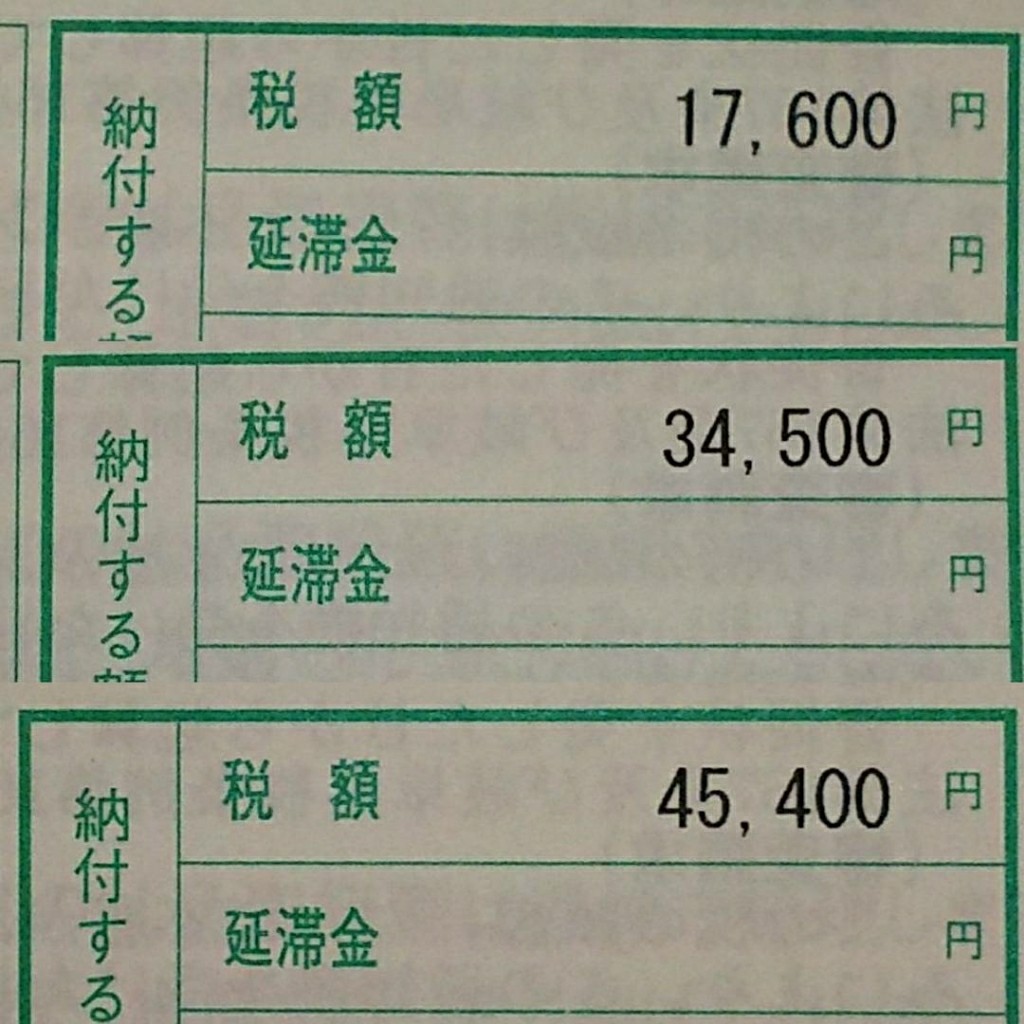 納付する
税 額 17,600 円
延滞金 円
納付する
税 額 34,500 円
延滞金 円
納付する
税 額 45,400 円
延滞金 円